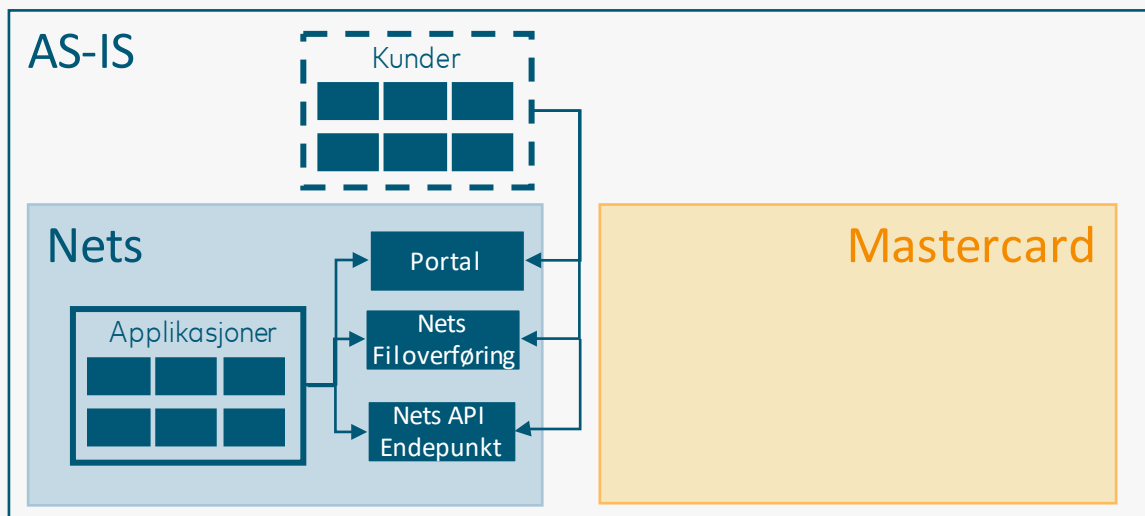 AS-IS
Kunder
Nets
Mastercard
Portal
Applikasjoner
Nets
Filoverføring
Nets API
Endepunkt